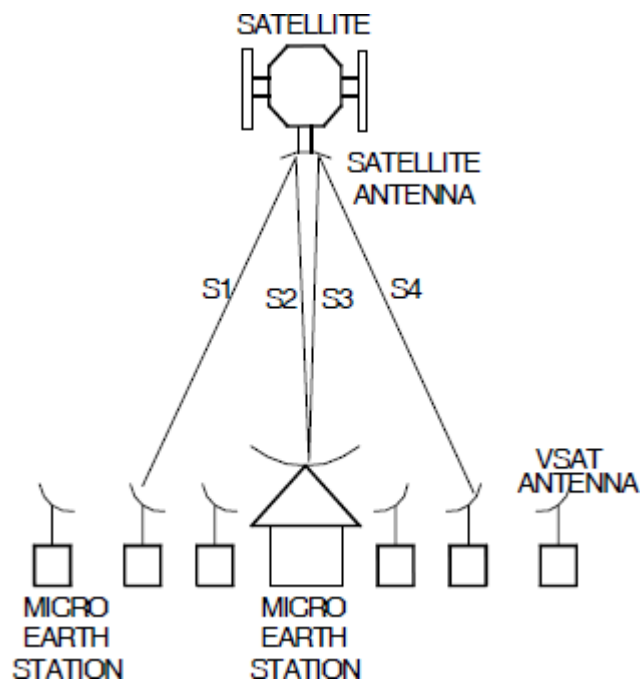 SATELLITE
SATELLITE
ANTENNA
S1
S2
S3
S4
VSAT
ANTENNA
MICRO
EARTH
STATION
MICRO
EARTH
STATION